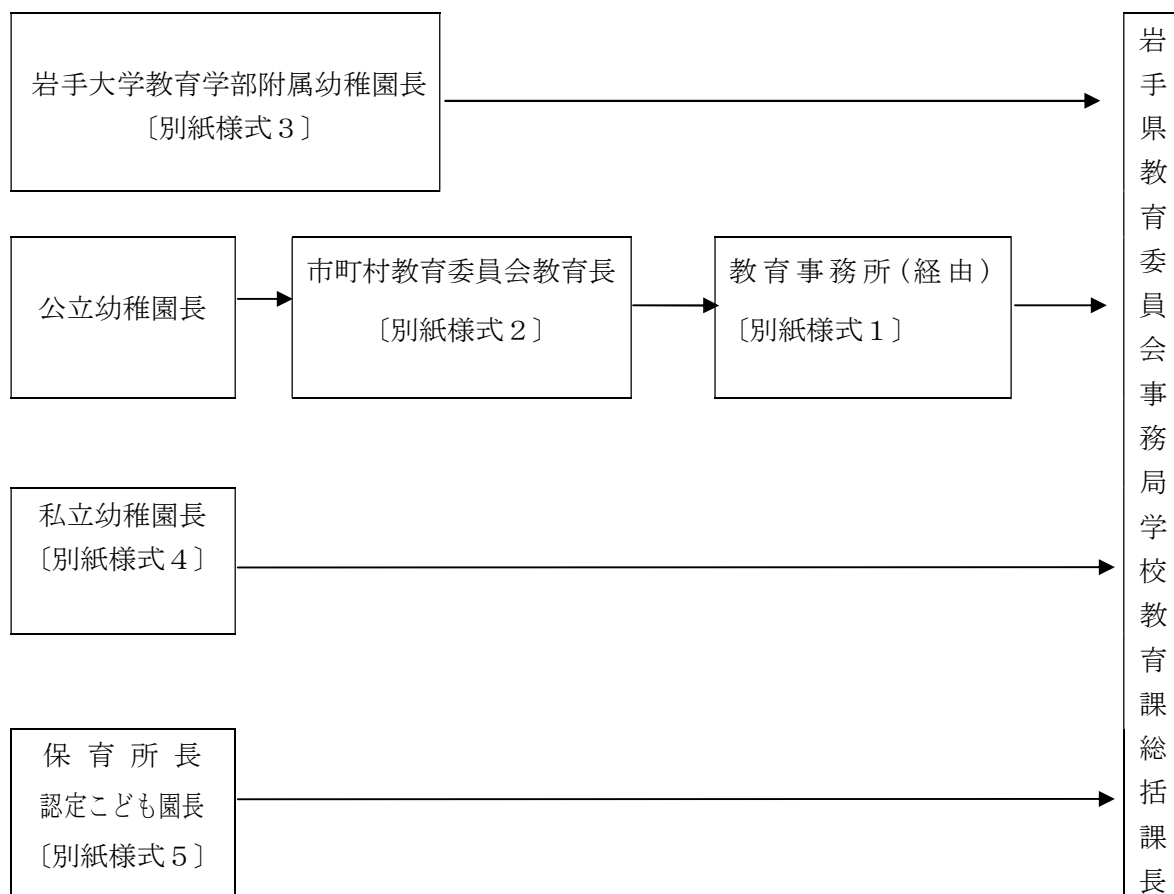 岩手大学教育学部附属幼稚園長
〔別紙様式３〕
公立幼稚園長
市町村教育委員会教育長
〔別紙様式２〕
教育事務所(経由)
〔別紙様式１〕
私立幼稚園長
〔別紙様式４〕
保育所長
認定こども園長
〔別紙様式５〕
岩手県教育委員会事務局学校教育課総括課長